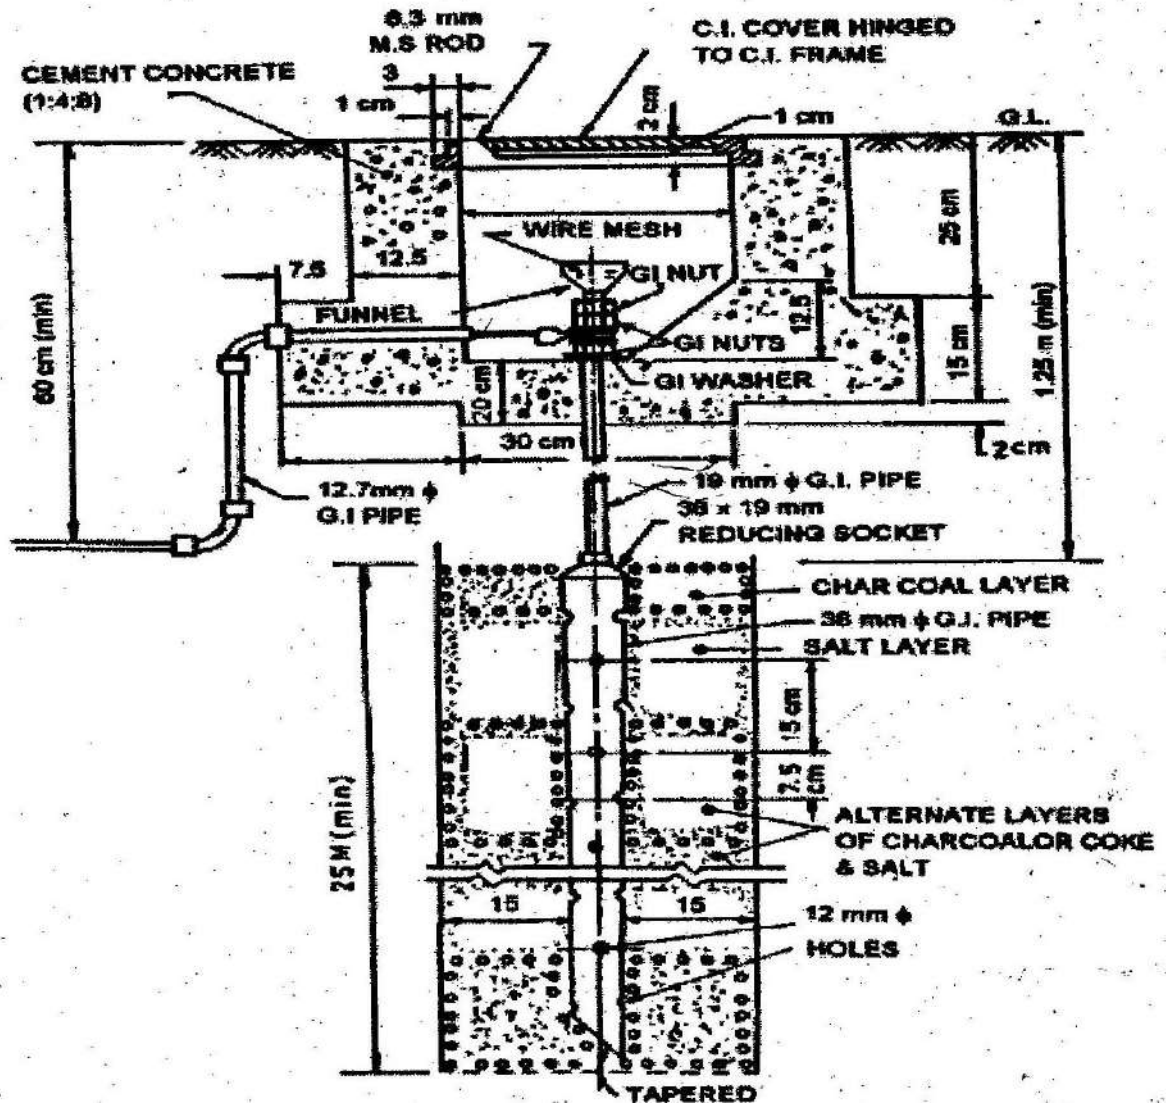 6.3 mm
M.S ROD
C.I. COVER HINGED
TO C.I. FRAME
CEMENT CONCRETE
(1:4:8)
3
1 cm
2 cm
1 cm
G.L.
60 cm (min)
WIRE MESH
7.5
12.5
GI NUT
FUNNEL
GI NUTS
12.5
25 cm
15 cm
1.25 m (min)
GI WASHER
20 cm
30 cm
2 cm
12.7mm ϕ
G.I PIPE
19 mm ϕ G.I. PIPE
38 × 19 mm
REDUCING SOCKET
CHAR COAL LAYER
38 mm ϕ G.I. PIPE
SALT LAYER
15 cm
7.5 cm
25 M (min)
ALTERNATE LAYERS
OF CHARCOALOR COKE
& SALT
15
15
12 mm ϕ
HOLES
TAPERED